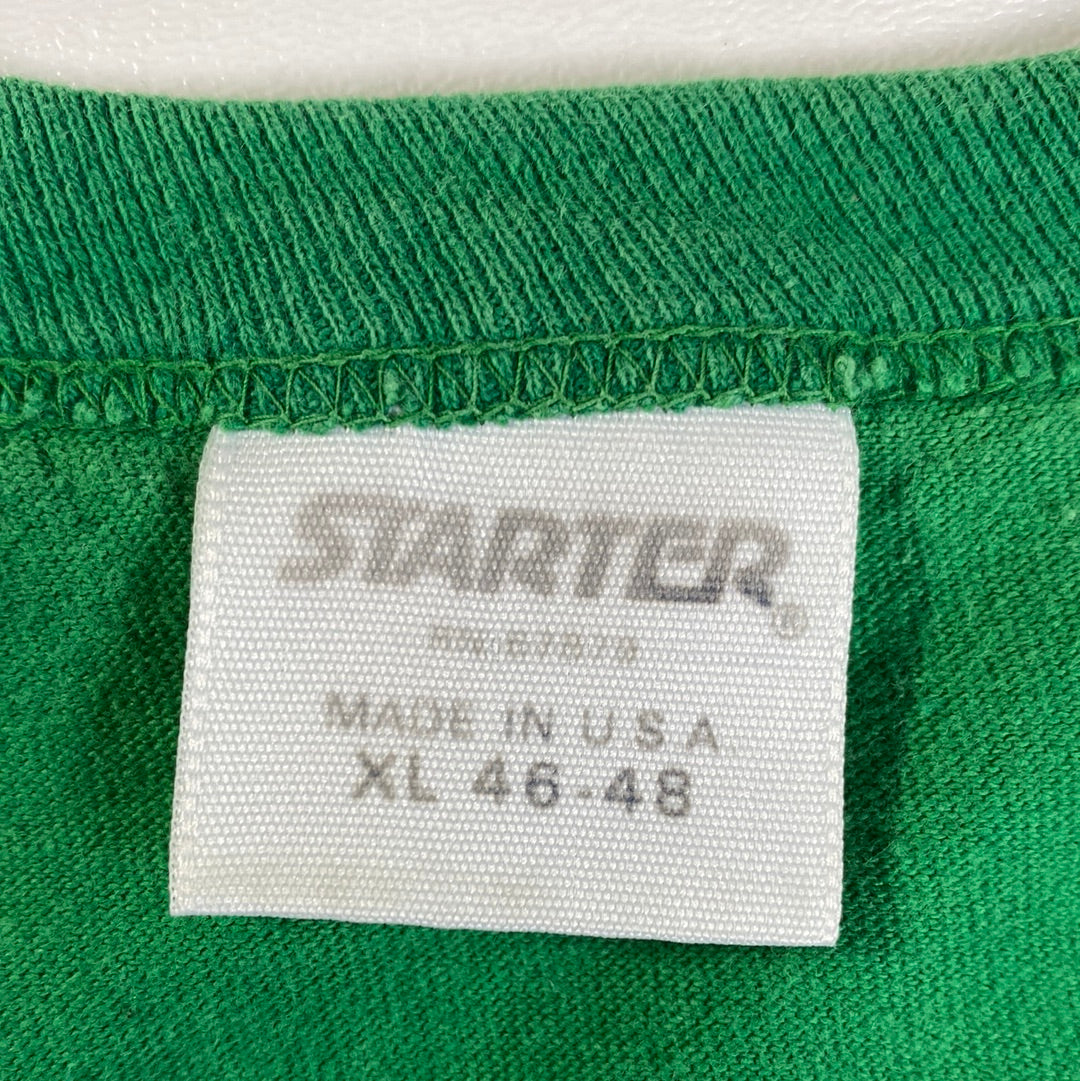 STARTER®
MADE IN U S A
XL 46-48